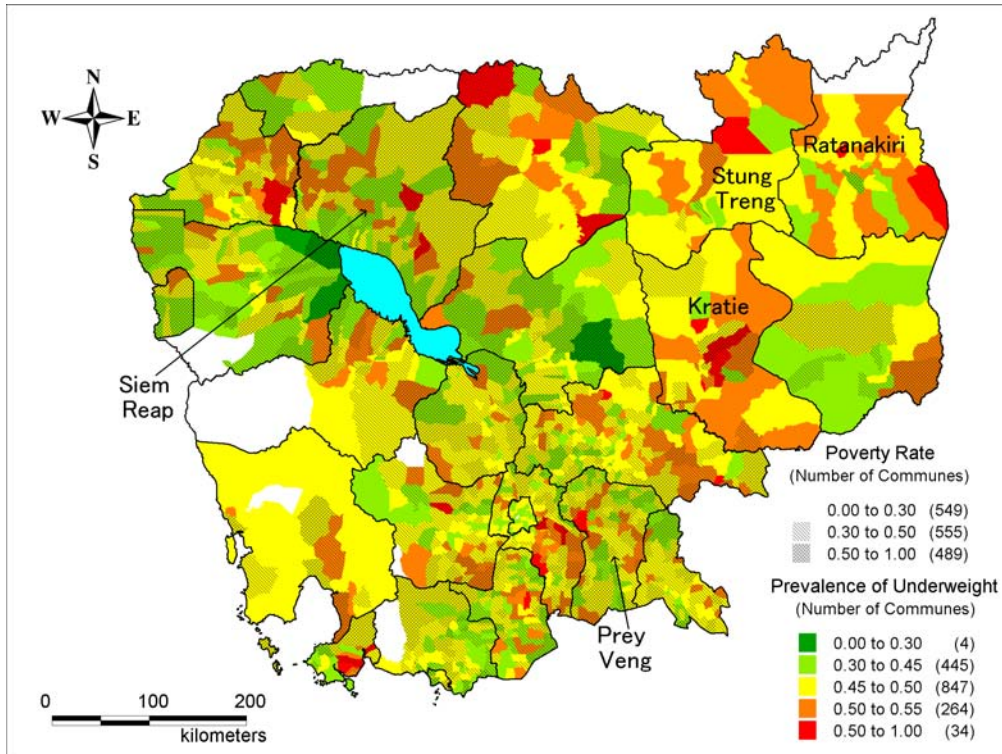 N
W E
S
Ratanakiri
Stung
Treng
Kratie
Siem
Reap
Prey
Veng
Poverty Rate
(Number of Communes)
0.00 to 0.30 (549)
0.30 to 0.50 (555)
0.50 to 1.00 (489)
Prevalence of Underweight
(Number of Communes)
0.00 to 0.30 (4)
0.30 to 0.45 (445)
0.45 to 0.50 (847)
0.50 to 0.55 (264)
0.50 to 1.00 (34)
0 100 200
kilometers